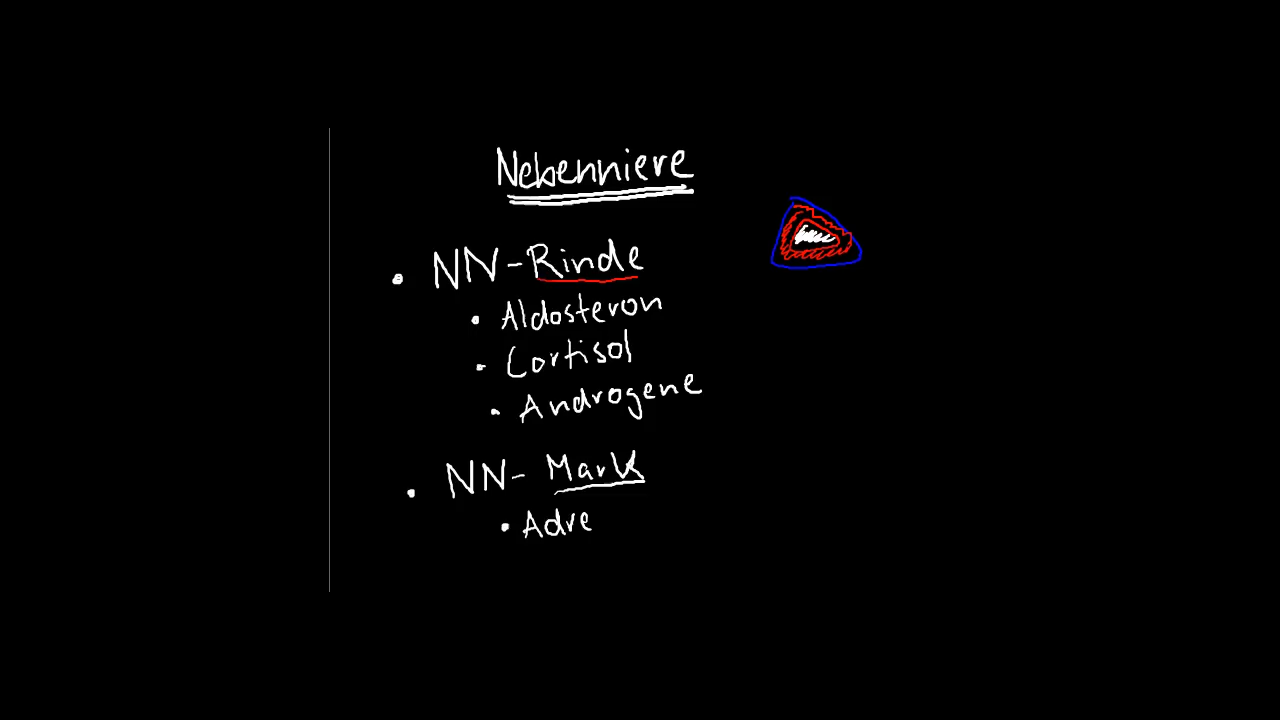 Nebenniere
• NN-Rinde
• Aldosteron
• Cortisol
• Androgene
• NN-Mark
• Adre